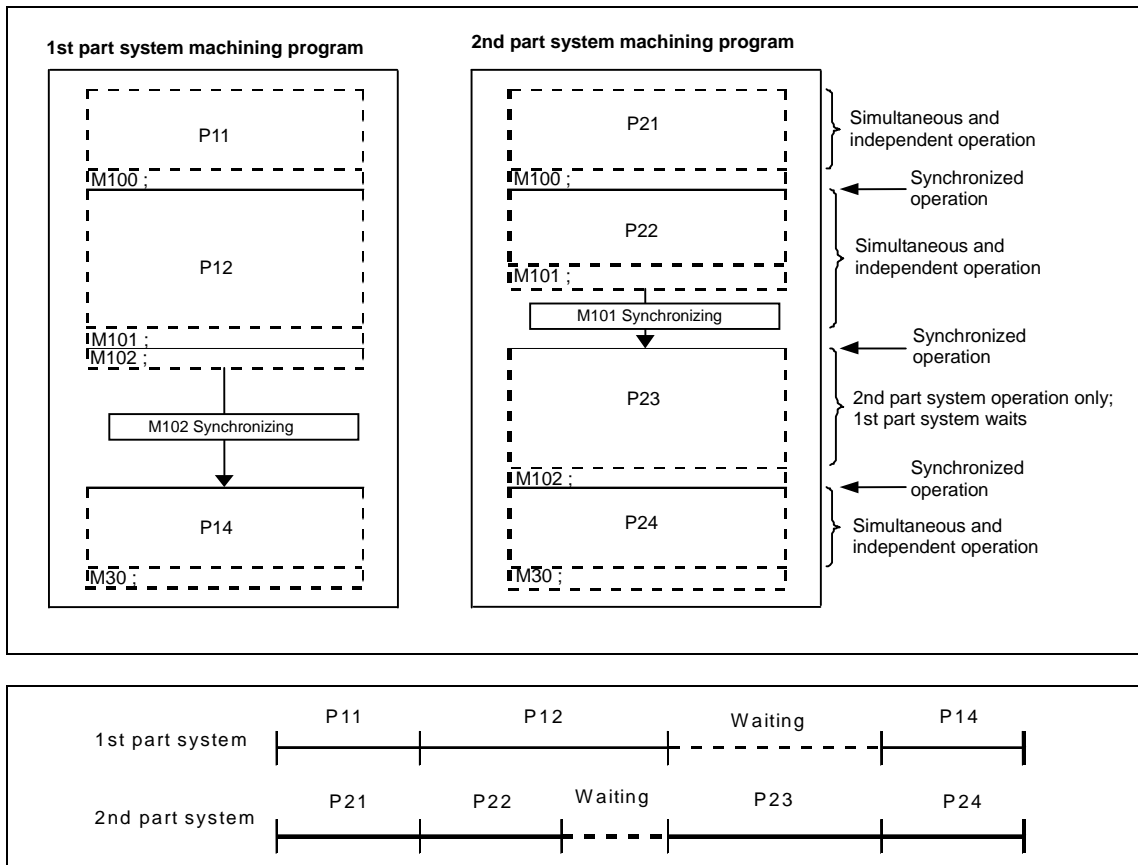 1st part system machining program
2nd part system machining program
P11
M100 ;
P12
M101 ;
M102 ;
M102 Synchronizing
P14
M30 ;
P21
M100 ;
P22
M101 ;
M101 Synchronizing
P23
M102 ;
P24
M30 ;
Simultaneous and
independent operation
Synchronized
operation
Simultaneous and
independent operation
Synchronized
operation
2nd part system operation only;
1st part system waits
Synchronized
operation
Simultaneous and
independent operation
P11 P12 Waiting P14
1st part system
P21 P22 Waiting P23 P24
2nd part system